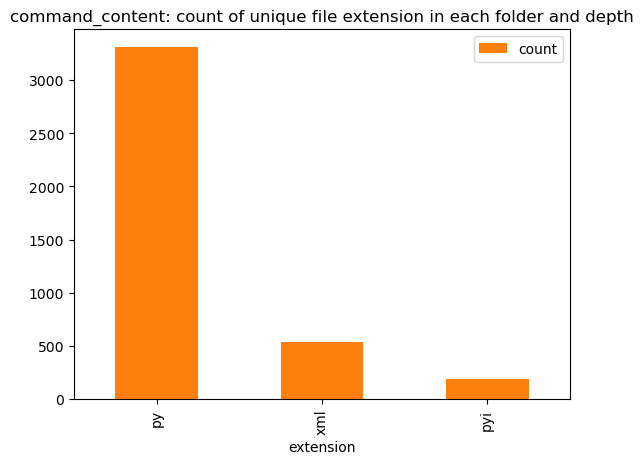 command_content: count of unique file extension in each folder and depth
count
3000
2500
2000
1500
1000
500
0
py
xml
pyi
extension